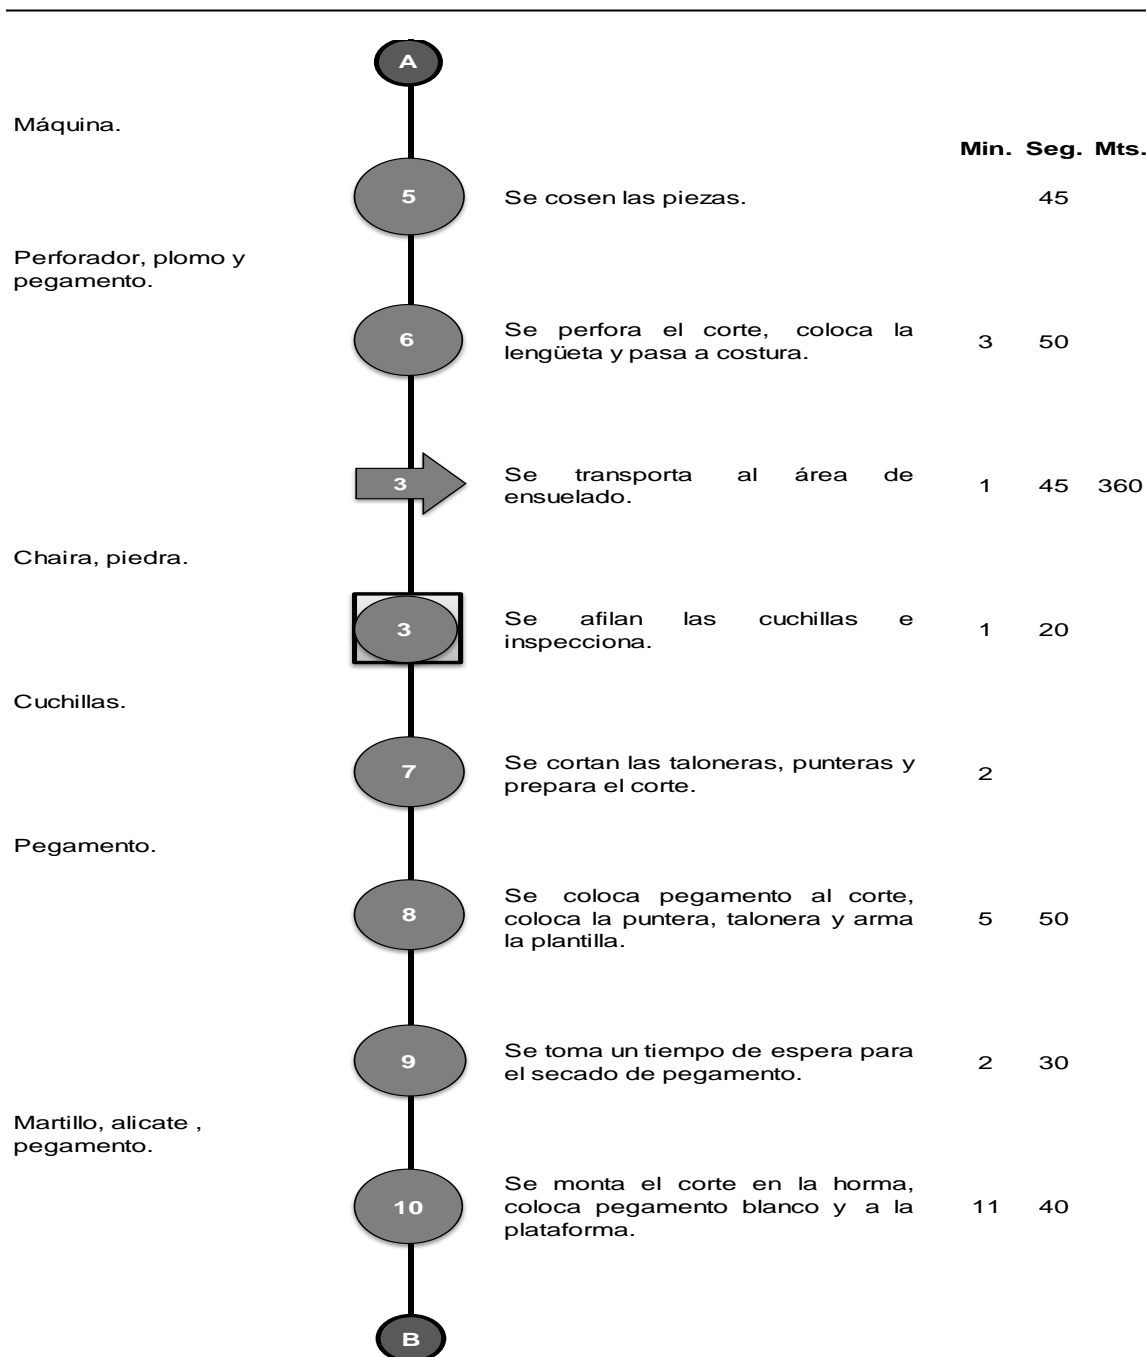 A
Máquina.
Min. Seg. Mts.
5 Se cosen las piezas. 45
Perforador, plomo y
pegamento.
6 Se perfora el corte, coloca la
lengüeta y pasa a costura. 3 50
3 Se transporta al área de
ensuelado. 1 45 360
Chaira, piedra.
3 Se afilan las cuchillas e
inspecciona. 1 20
Cuchillas.
7 Se cortan las taloneras, punteras y
prepara el corte. 2
Pegamento.
8 Se coloca pegamento al corte,
coloca la puntera, talonera y arma 5 50
la plantilla.
9 Se toma un tiempo de espera para
el secado de pegamento. 2 30
Martillo, alicate ,
pegamento.
10 Se monta el corte en la horma,
coloca pegamento blanco y a la 11 40
plataforma.
B